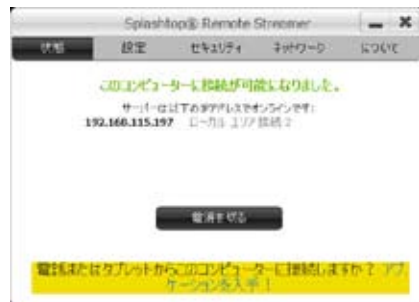 Splashtop® Remote Streamer
状態 設定 セキュリティ ネットワーク について
このコンピューターに接続が可能になりました。
サーバーは以下のIPアドレスでオンラインです:
192.168.115.197 ローカル エリア接続 2
電源を切る
電話またはタブレットからこのコンピューターに接続しますか？ アプ
ケーションを入手！